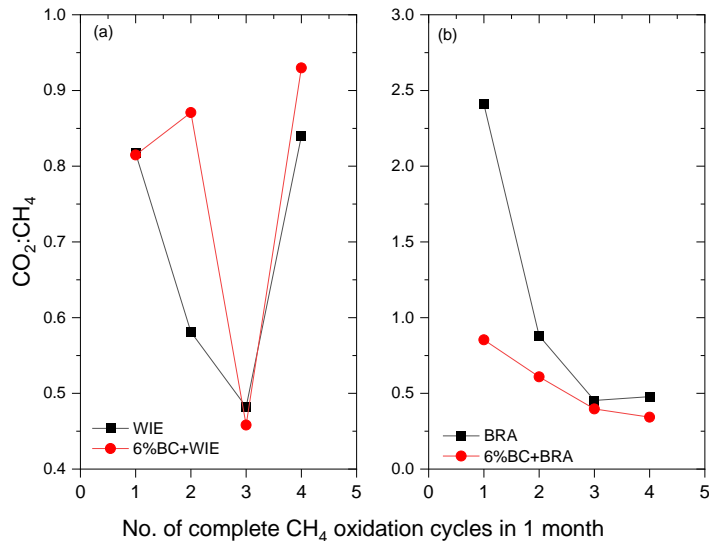 (a)
1.0
0.9
0.8
0.7
0.6
0.5
0.4
0 1 2 3 4 5
WIE
6%BC+WIE
CO₂:CH₄
(b)
3.0
2.5
2.0
1.5
1.0
0.5
0.0
0 1 2 3 4 5
BRA
6%BC+BRA
No. of complete CH₄ oxidation cycles in 1 month